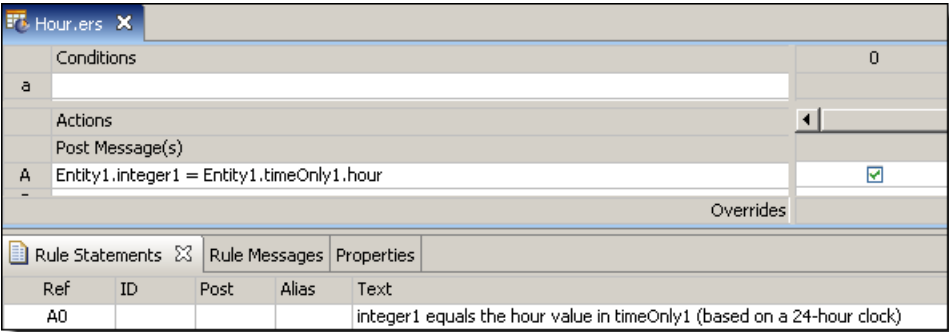 Hour.ers
Conditions 0
a
Actions
Post Message(s)
A Entity1.integer1 = Entity1.timeOnly1.hour
Overrides
Rule Statements Rule Messages Properties
Ref ID Post Alias Text
A0 integer1 equals the hour value in timeOnly1 (based on a 24-hour clock)